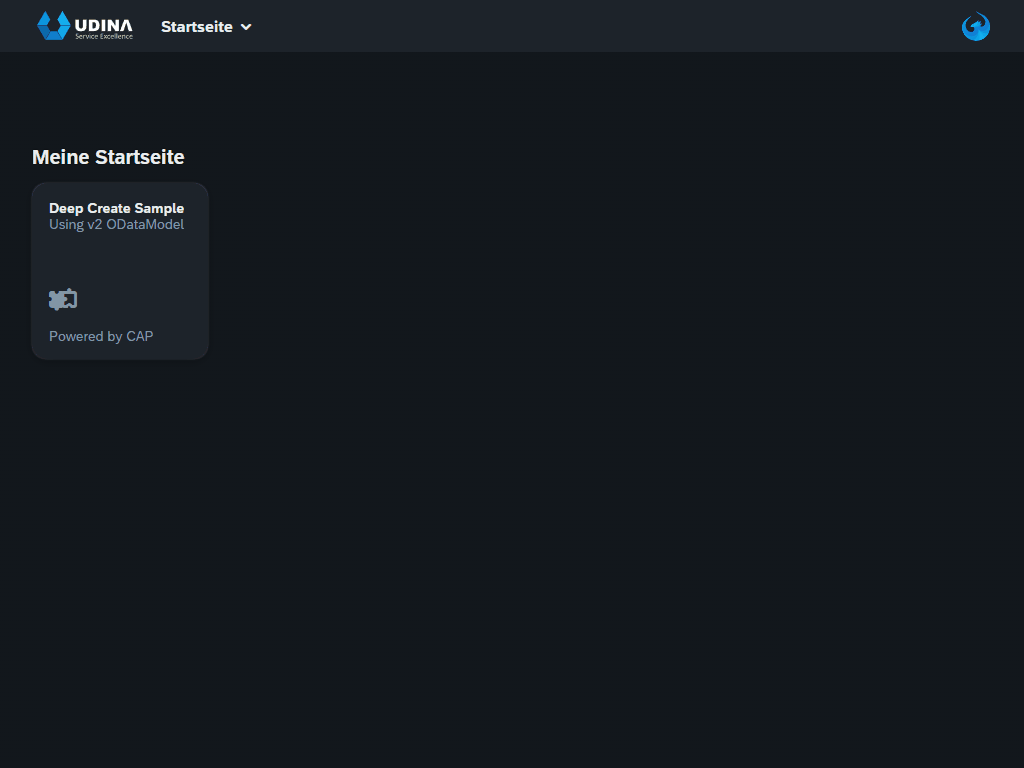 UDINA
Service Excellence
Startseite
Meine Startseite
Deep Create Sample
Using v2 ODataModel
Powered by CAP